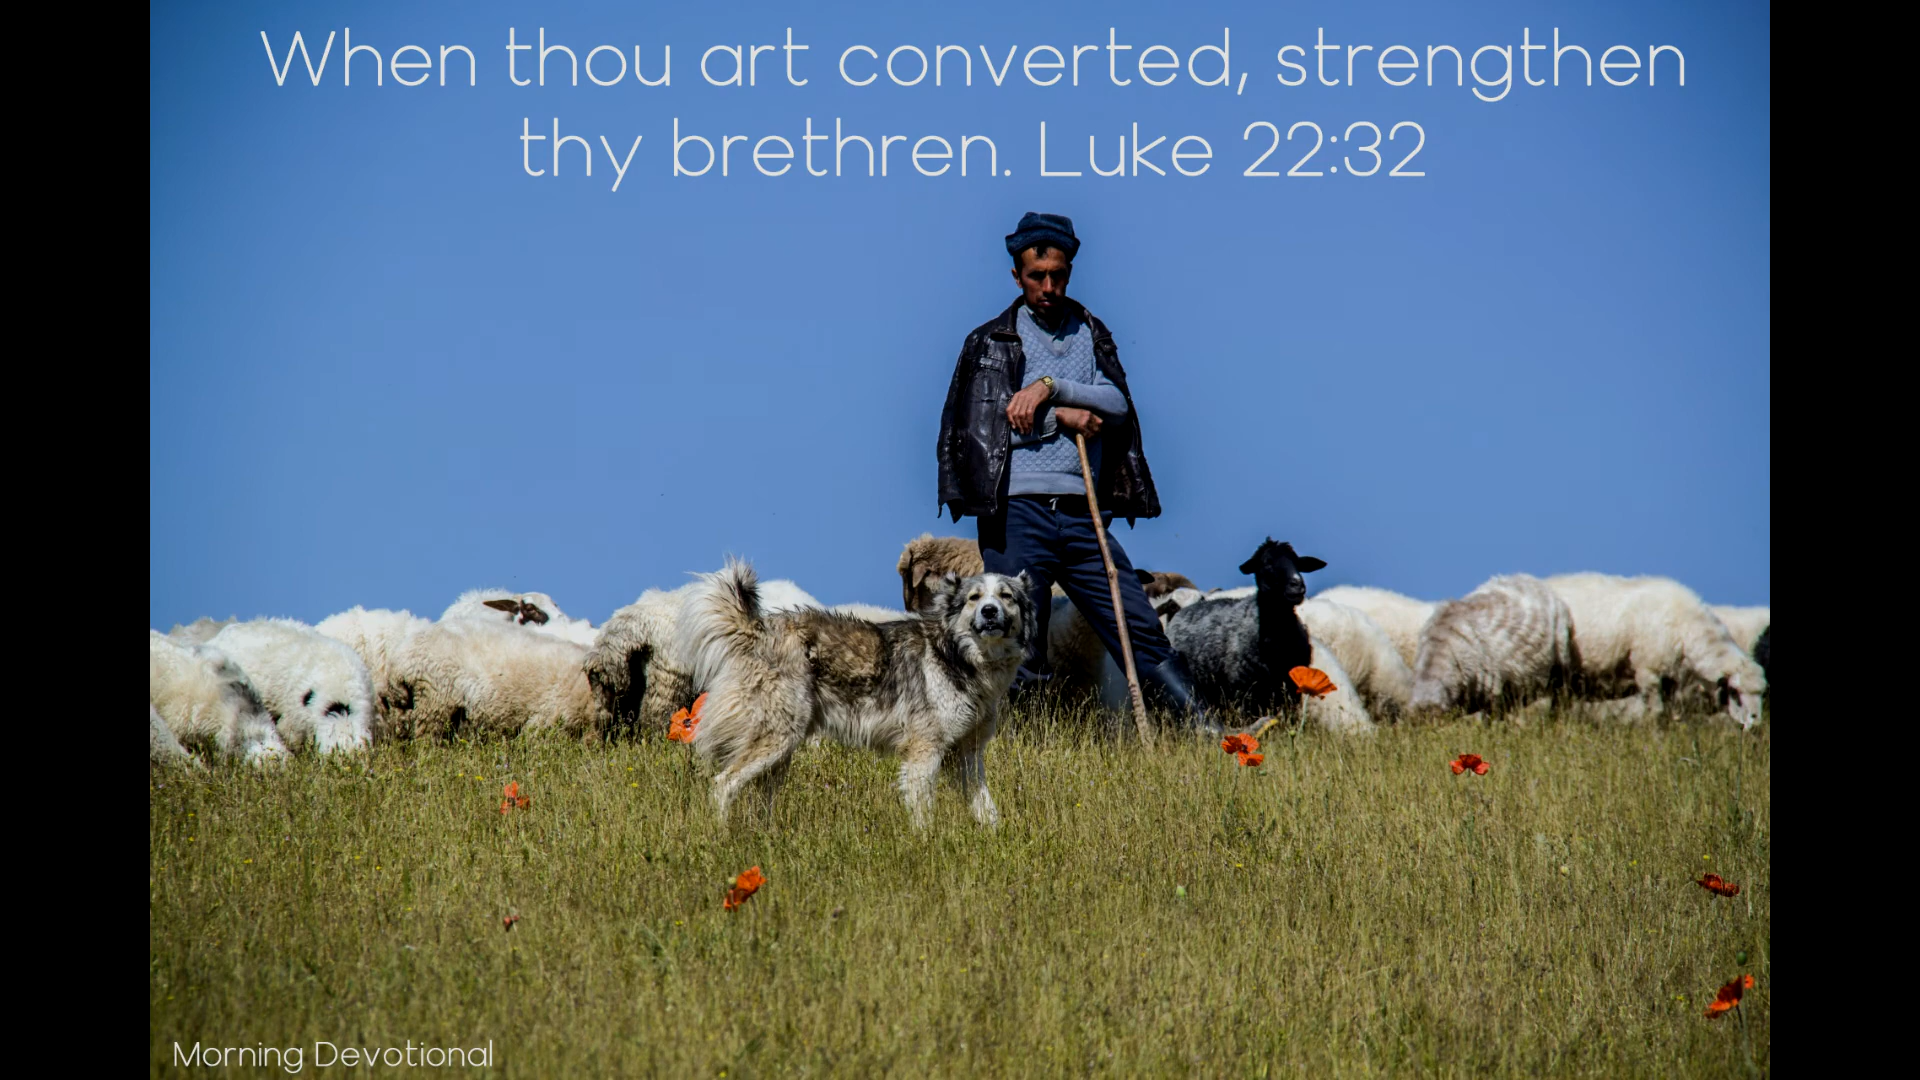 When thou art converted, strengthen
thy brethren. Luke 22:32
Morning Devotional